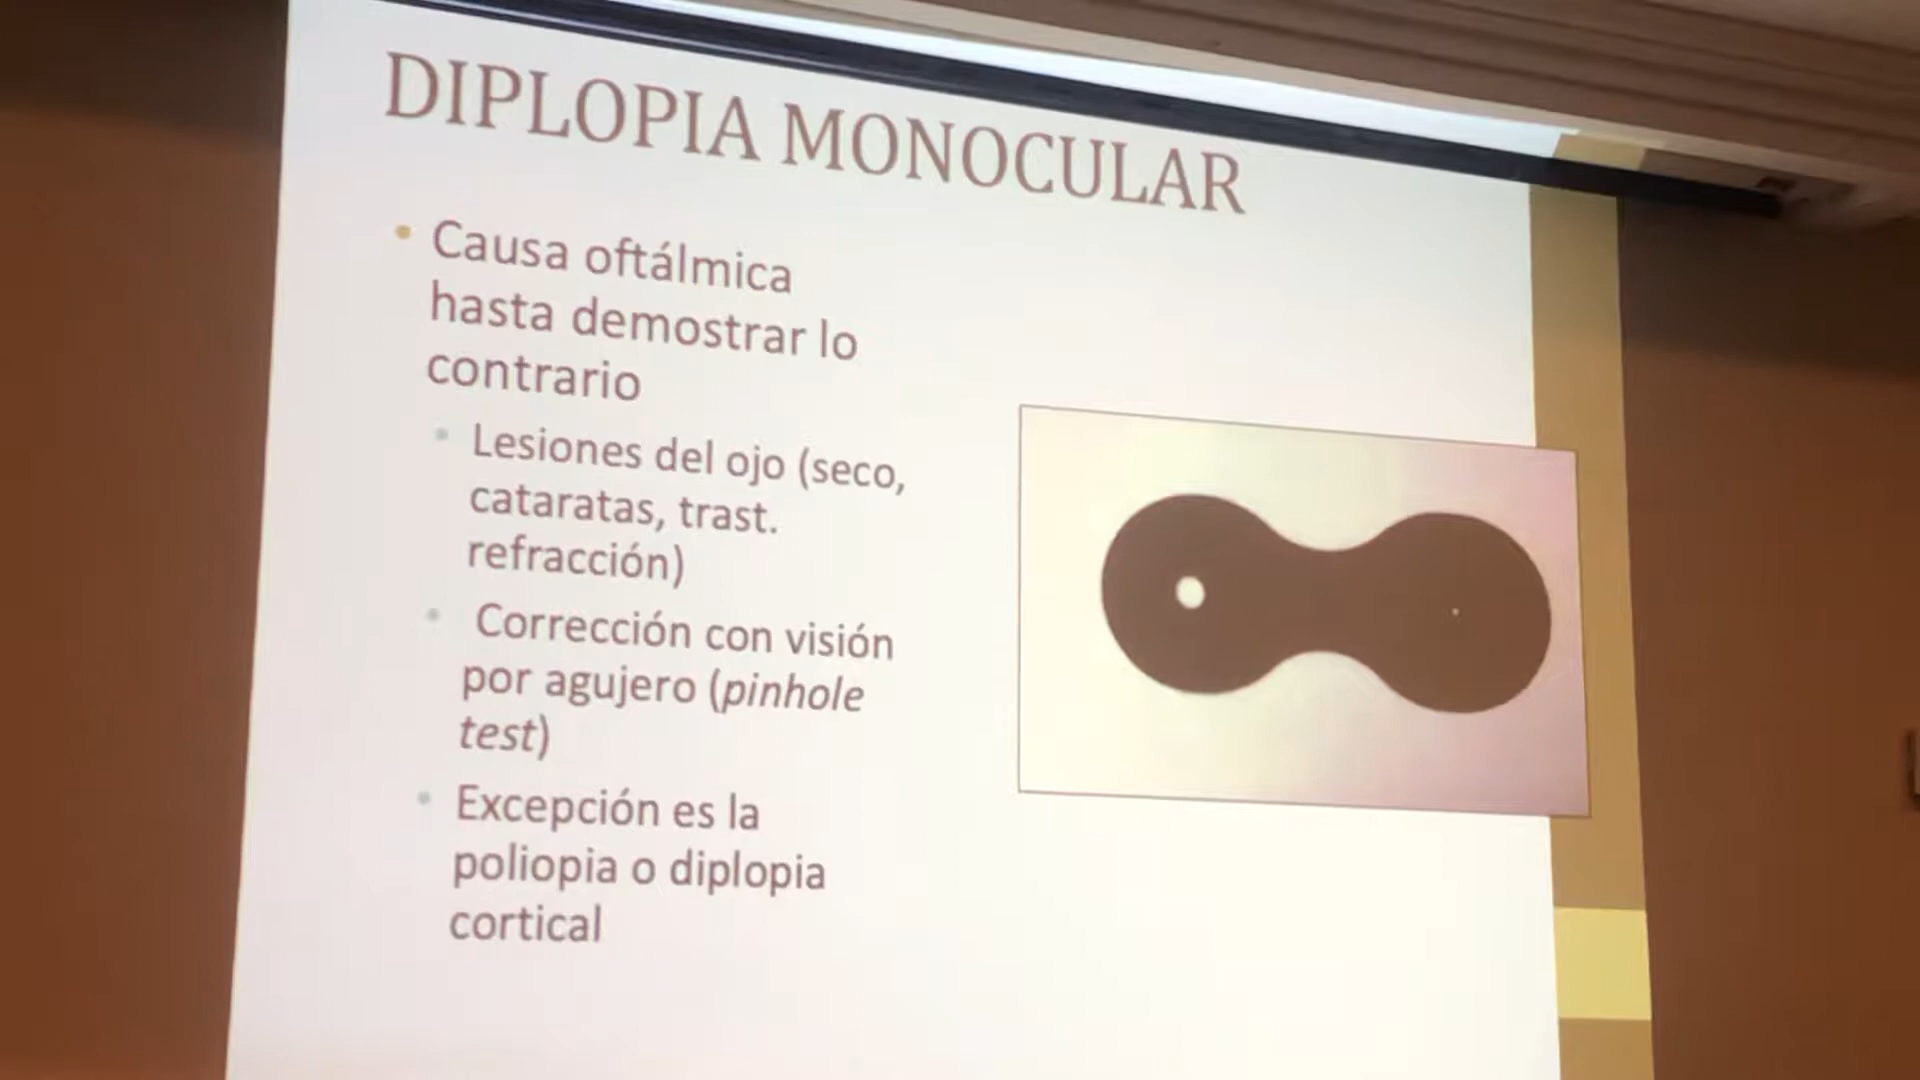 DIPLOPIA MONOCULAR
• Causa oftálmica
hasta demostrar lo
contrario
• Lesiones del ojo (seco,
cataratas, trast.
refracción)
• Corrección con visión
por agujero (pinhole
test)
• Excepción es la
poliopia o diplopia
cortical